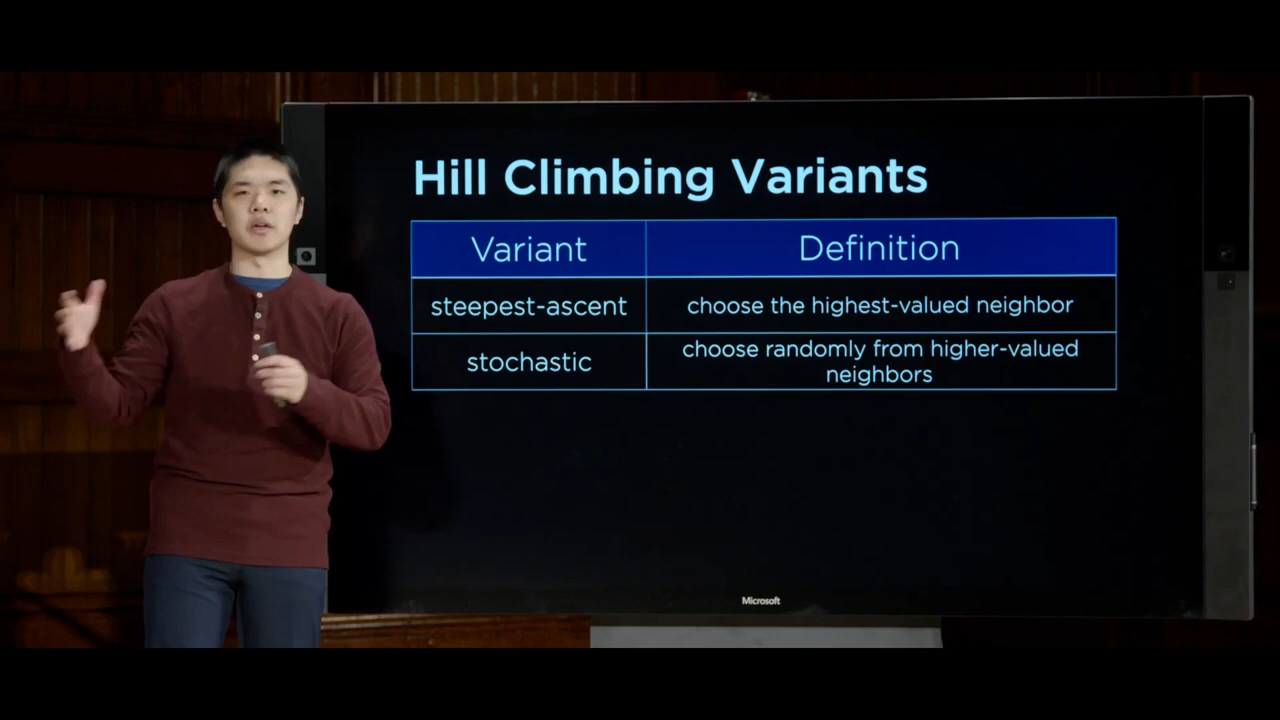 Hill Climbing Variants
Variant
Definition
steepest-ascent
choose the highest-valued neighbor
stochastic
choose randomly from higher-valued
neighbors
Microsoft